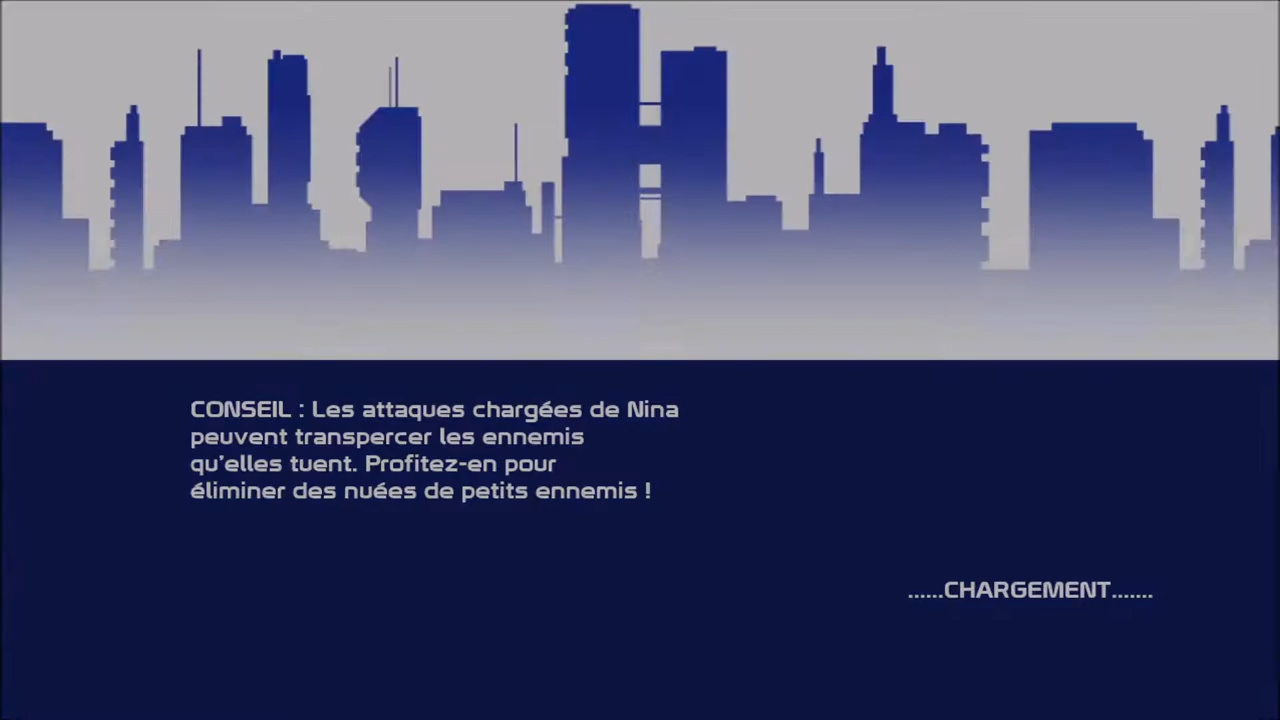 CONSEIL : Les attaques chargées de Nina
peuvent transpercer les ennemis
qu'elles tuent. Profitez-en pour
éliminer des nuées de petits ennemis !
......CHARGEMENT.......